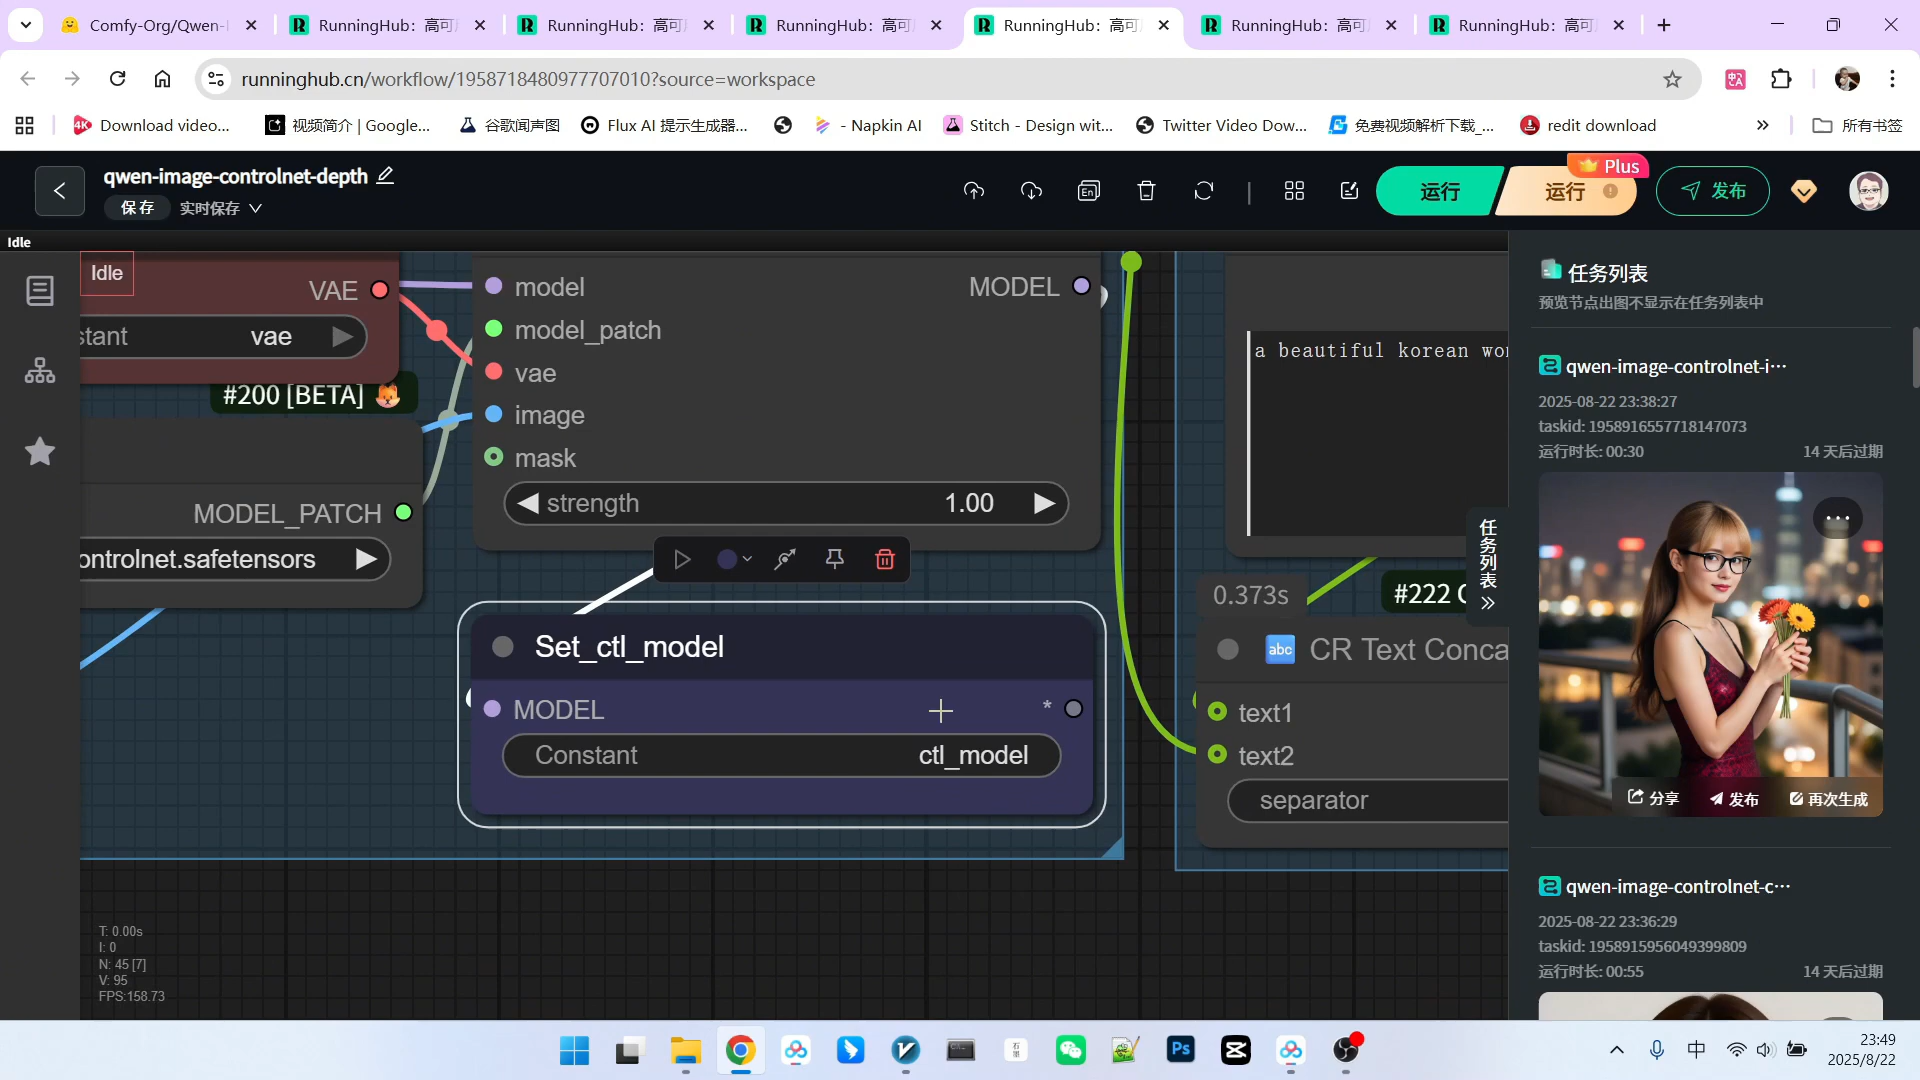 Comfy-Org/Qwen-I
RunningHub：高可用
RunningHub：高可用
RunningHub：高可用
RunningHub：高可用
RunningHub：高可用
RunningHub：高可用
runninghub.cn/workflow/1958718480977707010?source=workspace
Download video...
视频简介 | Google...
谷歌闻声图
Flux AI 提示生成器...
- Napkin AI
Stitch - Design wit...
Twitter Video Dow...
免费视频解析下载_...
redit download
所有书签
qwen-image-controlnet-depth
保存
实时保存
En
运行
运行
Plus
发布
Idle
Idle
VAE
stant
vae
#200 [BETA]
MODEL_PATCH
ontrolnet.safetensors
model
MODEL
model_patch
vae
image
mask
strength
1.00
Set_ctl_model
MODEL
*
Constant
ctl_model
a beautiful korean wo
0.373s
#222 C
abc
CR Text Conca
text1
text2
separator
任务列表
任务列表
预览节点出图不显示在任务列表中
qwen-image-controlnet-i···
2025-08-22 23:38:27
taskid: 1958916557718147073
运行时长: 00:30
14 天后过期
分享
发布
再次生成
qwen-image-controlnet-c···
2025-08-22 23:36:29
taskid: 1958915956049399809
运行时长: 00:55
14 天后过期
T: 0.00s
I: 0
N: 45 [7]
V: 95
FPS:158.73
Ps
中
23:49
2025/8/22